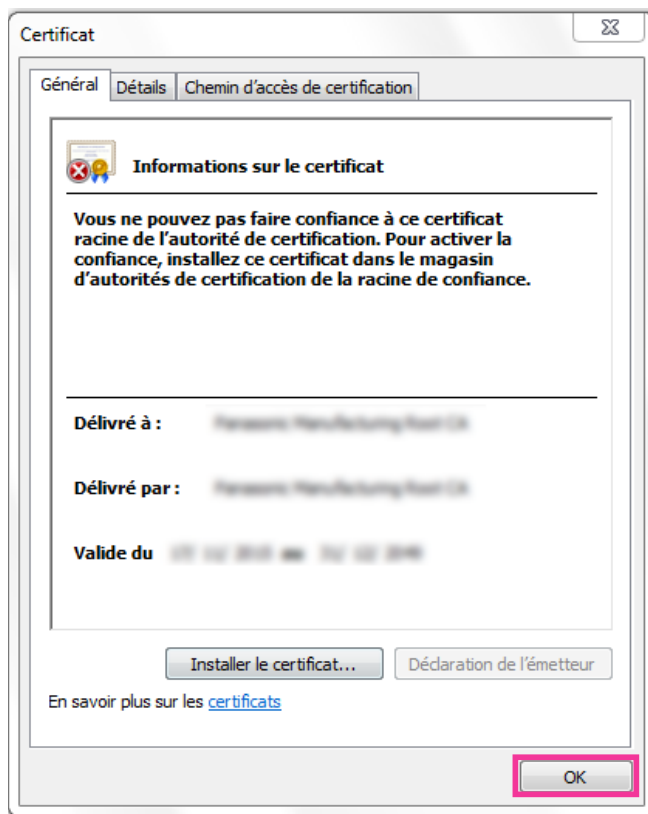 Certificat
Général
Détails
Chemin d'accès de certification
Informations sur le certificat
Vous ne pouvez pas faire confiance à ce certificat
racine de l'autorité de certification. Pour activer la
confiance, installez ce certificat dans le magasin
d'autorités de certification de la racine de confiance.
Délivré à :
Délivré par :
Valide du
Installer le certificat...
Déclaration de l'émetteur
En savoir plus sur les certificats
OK